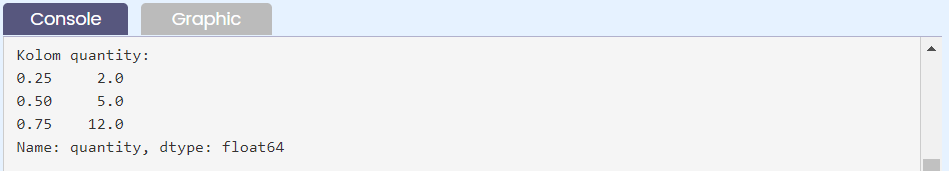 Console Graphic
Kolom quantity:
0.25     2.0
0.50     5.0
0.75    12.0
Name: quantity, dtype: float64